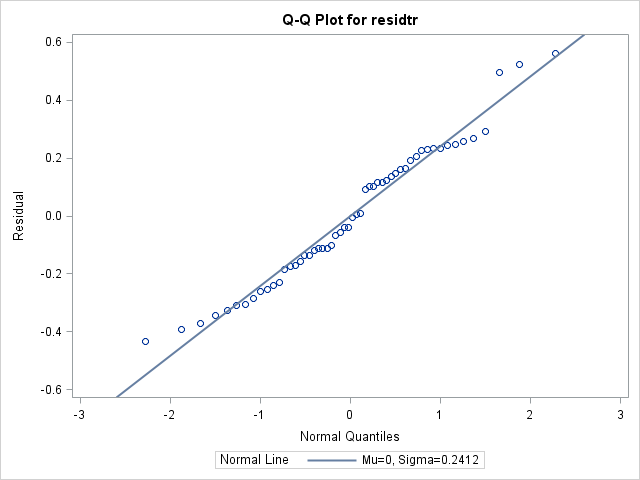 Q-Q Plot for residtr
0.6
0.4
0.2
0.0
-0.2
-0.4
-0.6
Residual
-3 -2 -1 0 1 2 3
Normal Quantiles
Normal Line Mu=0, Sigma=0.2412